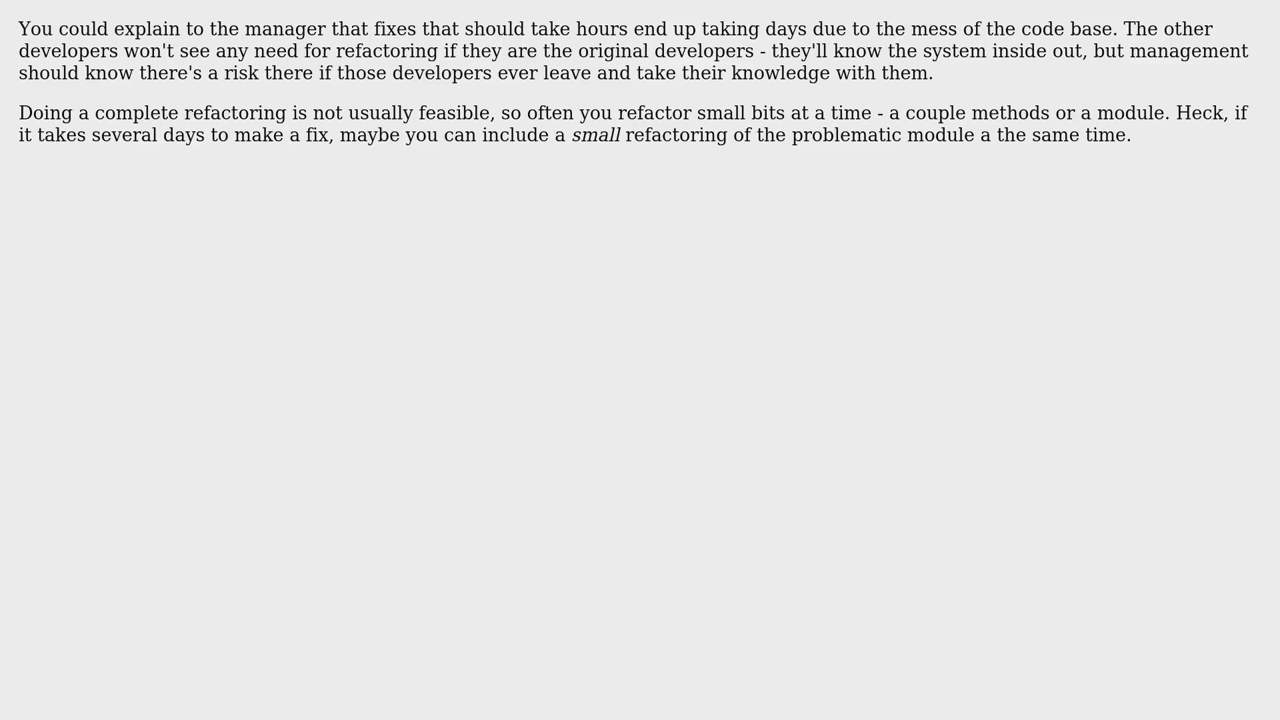 You could explain to the manager that fixes that should take hours end up taking days due to the mess of the code base. The other
developers won't see any need for refactoring if they are the original developers - they'll know the system inside out, but management
should know there's a risk there if those developers ever leave and take their knowledge with them.
Doing a complete refactoring is not usually feasible, so often you refactor small bits at a time - a couple methods or a module. Heck, if
it takes several days to make a fix, maybe you can include a small refactoring of the problematic module a the same time.